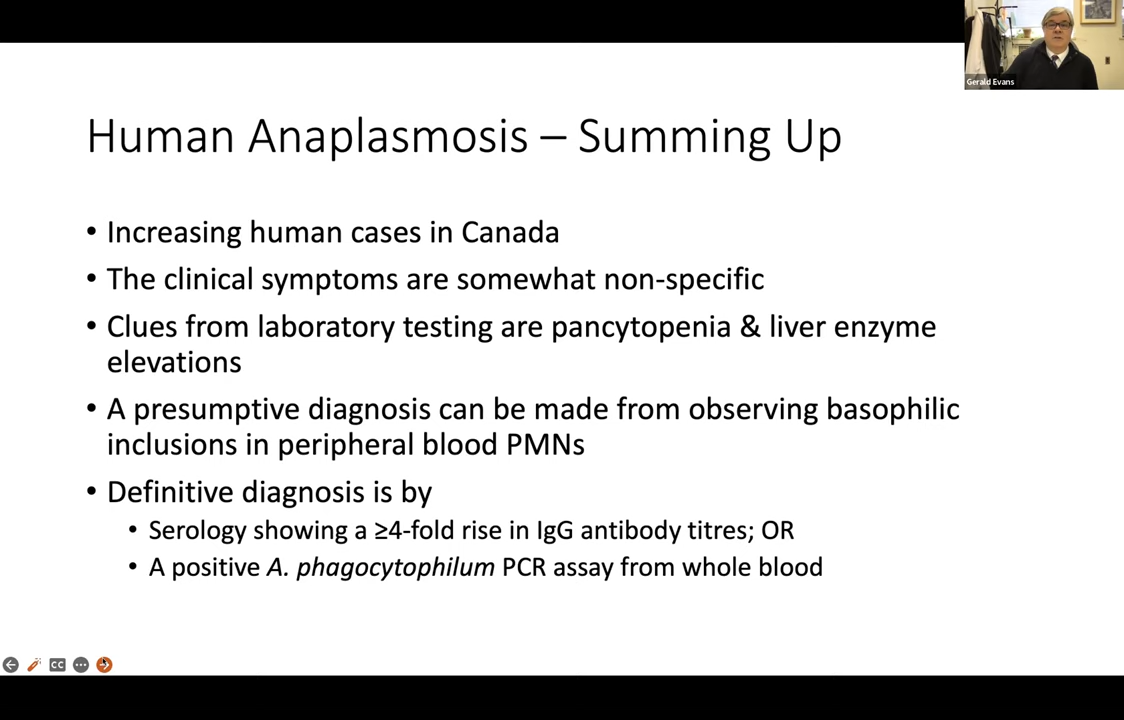 Gerald Evans
Human Anaplasmosis – Summing Up
• Increasing human cases in Canada
• The clinical symptoms are somewhat non-specific
• Clues from laboratory testing are pancytopenia & liver enzyme
elevations
• A presumptive diagnosis can be made from observing basophilic
inclusions in peripheral blood PMNs
• Definitive diagnosis is by
• Serology showing a ≥4-fold rise in IgG antibody titres; OR
• A positive A. phagocytophilum PCR assay from whole blood
CC